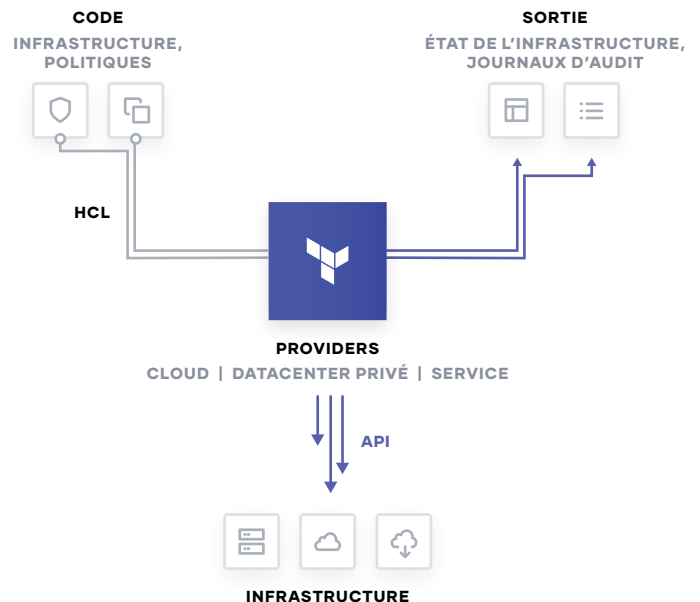 CODE
INFRASTRUCTURE,
POLITIQUES
SORTIE
ÉTAT DE L’INFRASTRUCTURE,
JOURNAUX D’AUDIT
HCL
PROVIDERS
CLOUD | DATACENTER PRIVÉ | SERVICE
API
INFRASTRUCTURE